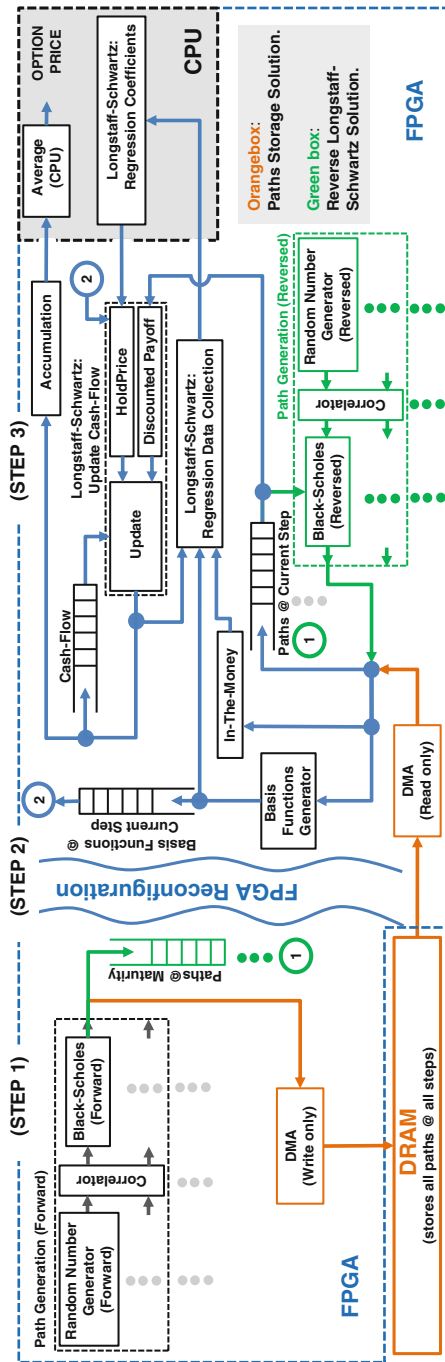 (STEP 1)
(STEP 2)
(STEP 3)
Path Generation (Forward)
Random Number
Generator
(Forward)
Correlator
Black-Scholes
(Forward)
Paths@ Maturity
1
DMA
(Write only)
FPGA
DRAM
(stores all paths @ all steps)
FPGA Reconfiguration
2
Basis Functions @
Current Step
Basis
Functions
Generator
In-The-Money
DMA
(Read only)
Cash-Flow
Accumulation
Longstaff-Schwartz:
Update Cash-Flow
Update
HoldPrice
Discounted Payoff
2
Longstaff-Schwartz:
Regression Data Collection
Paths @ Current Step
1
Path Generation (Reversed)
Black-Scholes
(Reversed)
Correlator
Random Number
Generator
(Reversed)
Average
(CPU)
OPTION
PRICE
Longstaff-Schwartz:
Regression Coefficients
CPU
Orangebox:
Paths Storage Solution.
Green box:
Reverse Longstaff-
Schwartz Solution.
FPGA